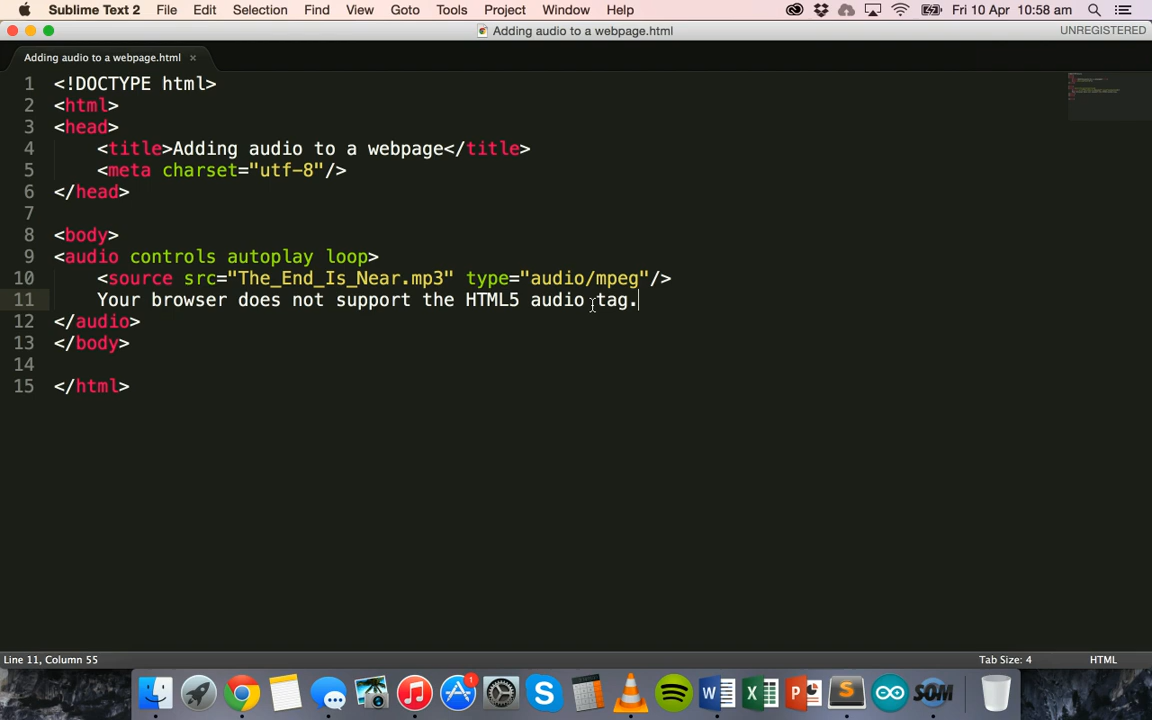 Sublime Text 2 File Edit Selection Find View Goto Tools Project Window Help Fri 10 Apr 10:58 am
Adding audio to a webpage.html UNREGISTERED
Adding audio to a webpage.html ×
1 <!DOCTYPE html>
2 <html>
3 <head>
4 <title>Adding audio to a webpage</title>
5 <meta charset="utf-8"/>
6 </head>
7
8 <body>
9 <audio controls autoplay loop>
10 <source src="The_End_Is_Near.mp3" type="audio/mpeg"/>
11 Your browser does not support the HTML5 audio tag.
12 </audio>
13 </body>
14
15 </html>
Line 11, Column 55 Tab Size: 4 HTML
1
SOM